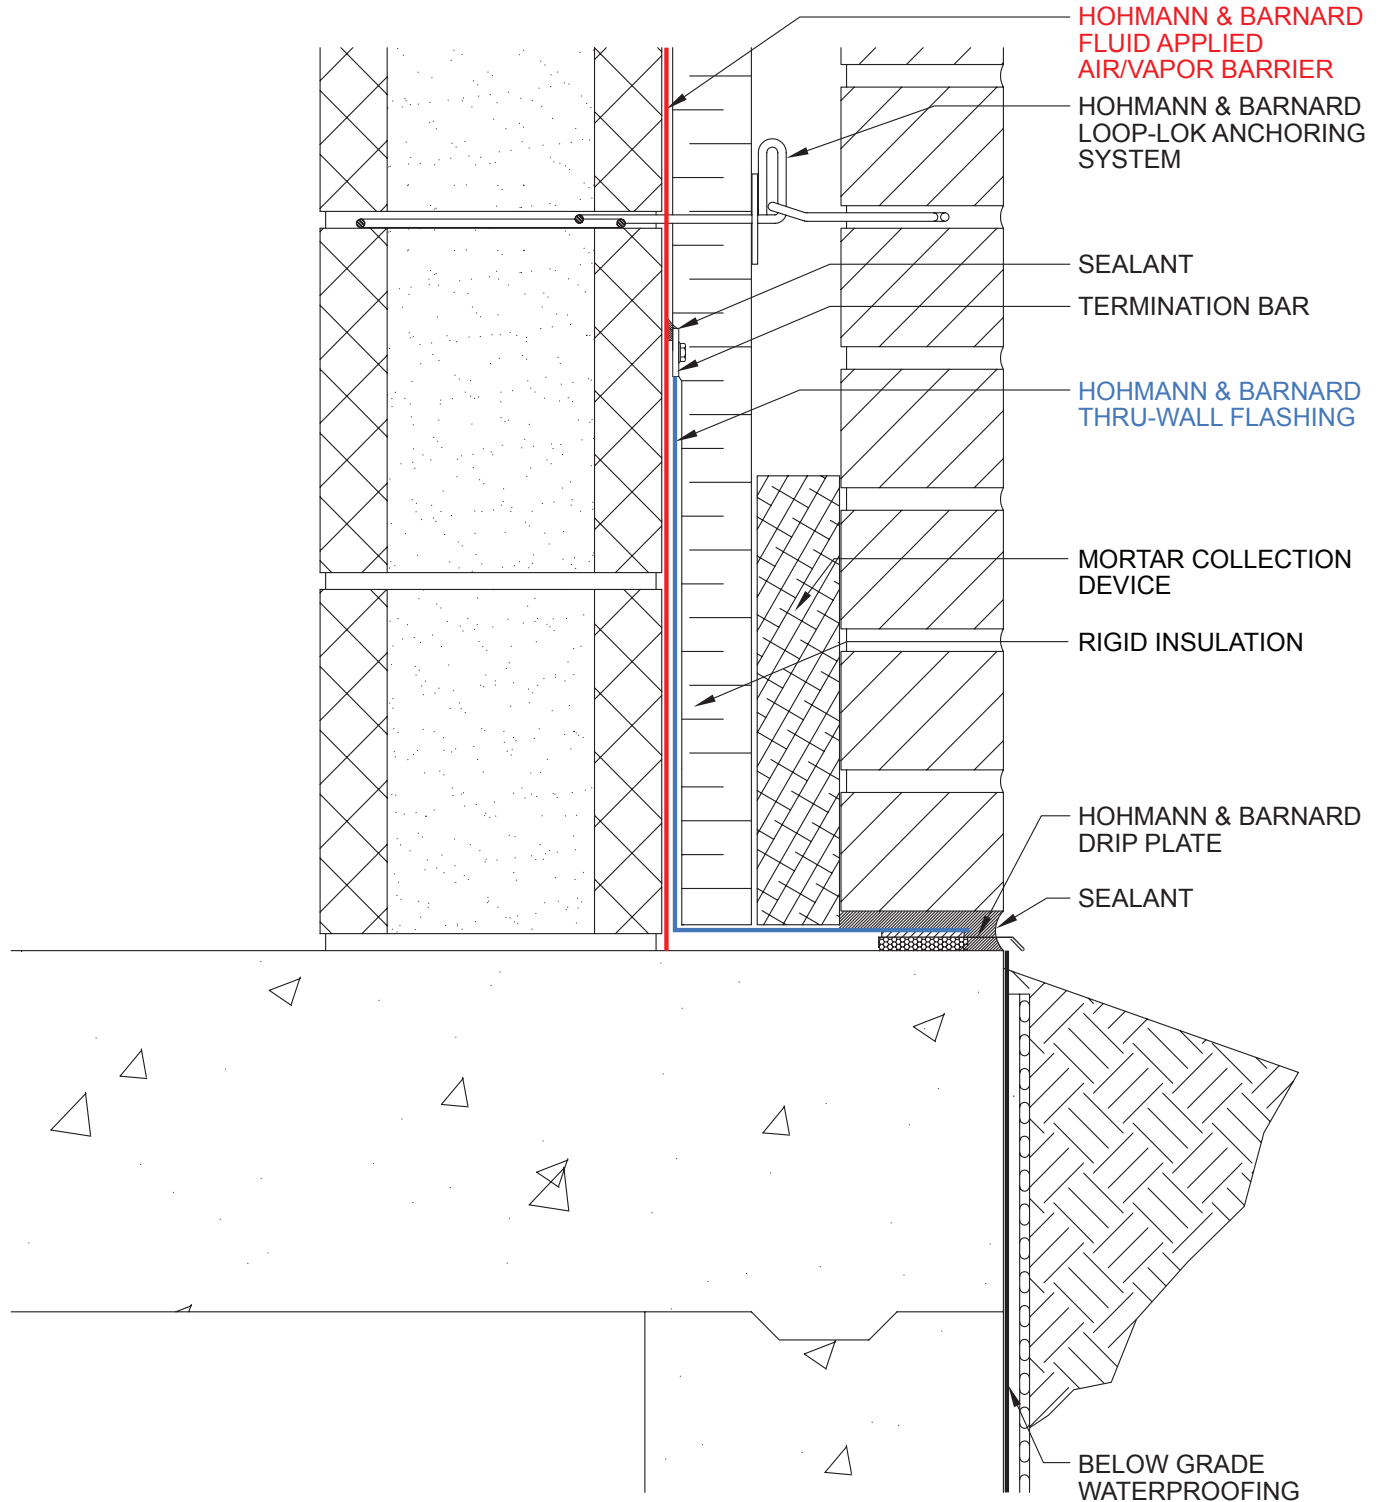 HOHMANN & BARNARD
FLUID APPLIED
AIR/VAPOR BARRIER
HOHMANN & BARNARD
LOOP-LOK ANCHORING
SYSTEM
SEALANT
TERMINATION BAR
HOHMANN & BARNARD
THRU-WALL FLASHING
MORTAR COLLECTION
DEVICE
RIGID INSULATION
HOHMANN & BARNARD
DRIP PLATE
SEALANT
BELOW GRADE
WATERPROOFING